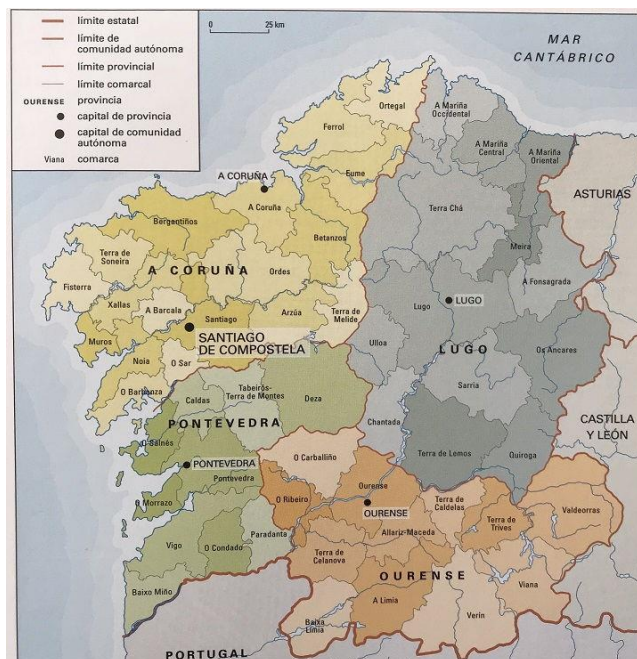 límite estatal
límite de
comunidad autónoma
límite provincial
límite comarcal
OURENSE provincia
capital de provincia
capital de comunidad
autónoma
Viana comarca
0 25 km
MAR
CANTÁBRICO
Ortegal
Ferrol
A Mariña
Occidental
A Mariña
Central
A Mariña
Oriental
Eume
A CORUÑA
A Coruña
ASTURIAS
Terra Chá
Bergantiños
Betanzos
Meira
Terra de
Soneira
A CORUÑA
Ordes
A Fonsagrada
Fisterra
Xallas
A Barcala
Santiago
Arzúa
Terra de
Melide
Lugo
LUGO
Muros
SANTIAGO
DE COMPOSTELA
Ulloa
LUGO
Os Ancares
Noia
O Sar
Sarria
O Barbanza
Caldas
Tabeirós-
Terra de Montes
Deza
Chantada
CASTILLA
Y LEÓN
PONTEVEDRA
O Salnés
O Carballiño
Terra de Lemos
Quiroga
PONTEVEDRA
Pontevedra
O Ribeiro
Ourense
OURENSE
Terra de
Caldelas
Terra de
Trives
Valdeorras
O Morrazo
Paradanta
Allariz-Maceda
Vigo
O Condado
Terra de
Celanova
OURENSE
Viana
Baixo Miño
A Limia
Baixa
Limia
Verín
PORTUGAL